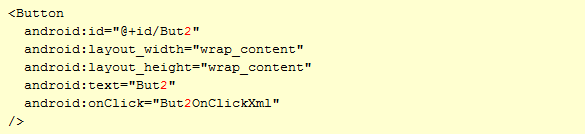 <Button
android:id="@+id/But2"
android:layout_width="wrap_content"
android:layout_height="wrap_content"
android:text="But2"
android:onClick="But2OnClickXml"
/>